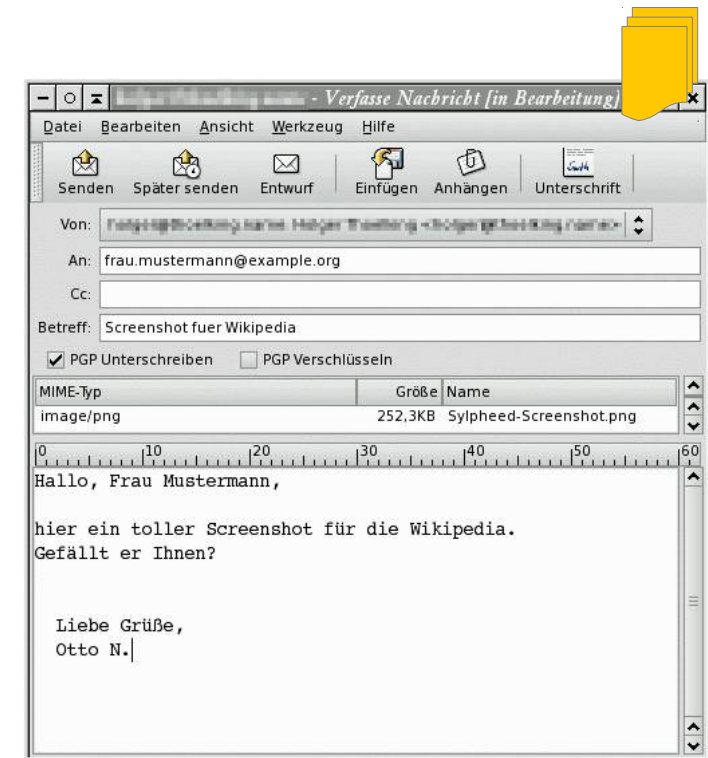 - Verfasse Nachricht [in Bearbeitung]
Datei Bearbeiten Ansicht Werkzeug Hilfe
Senden Später senden Entwurf Einfügen Anhängen Unterschrift
Von:
An: frau.mustermann@example.org
Cc:
Betreff: Screenshot fuer Wikipedia
PGP Unterschreiben PGP Verschlüsseln
MIME-Typ Größe Name
image/png 252,3KB Sylpheed-Screenshot.png
0 10 20 30 40 50 60
Hallo, Frau Mustermann,
hier ein toller Screenshot für die Wikipedia.
Gefällt er Ihnen?
Liebe Grüße,
Otto N.